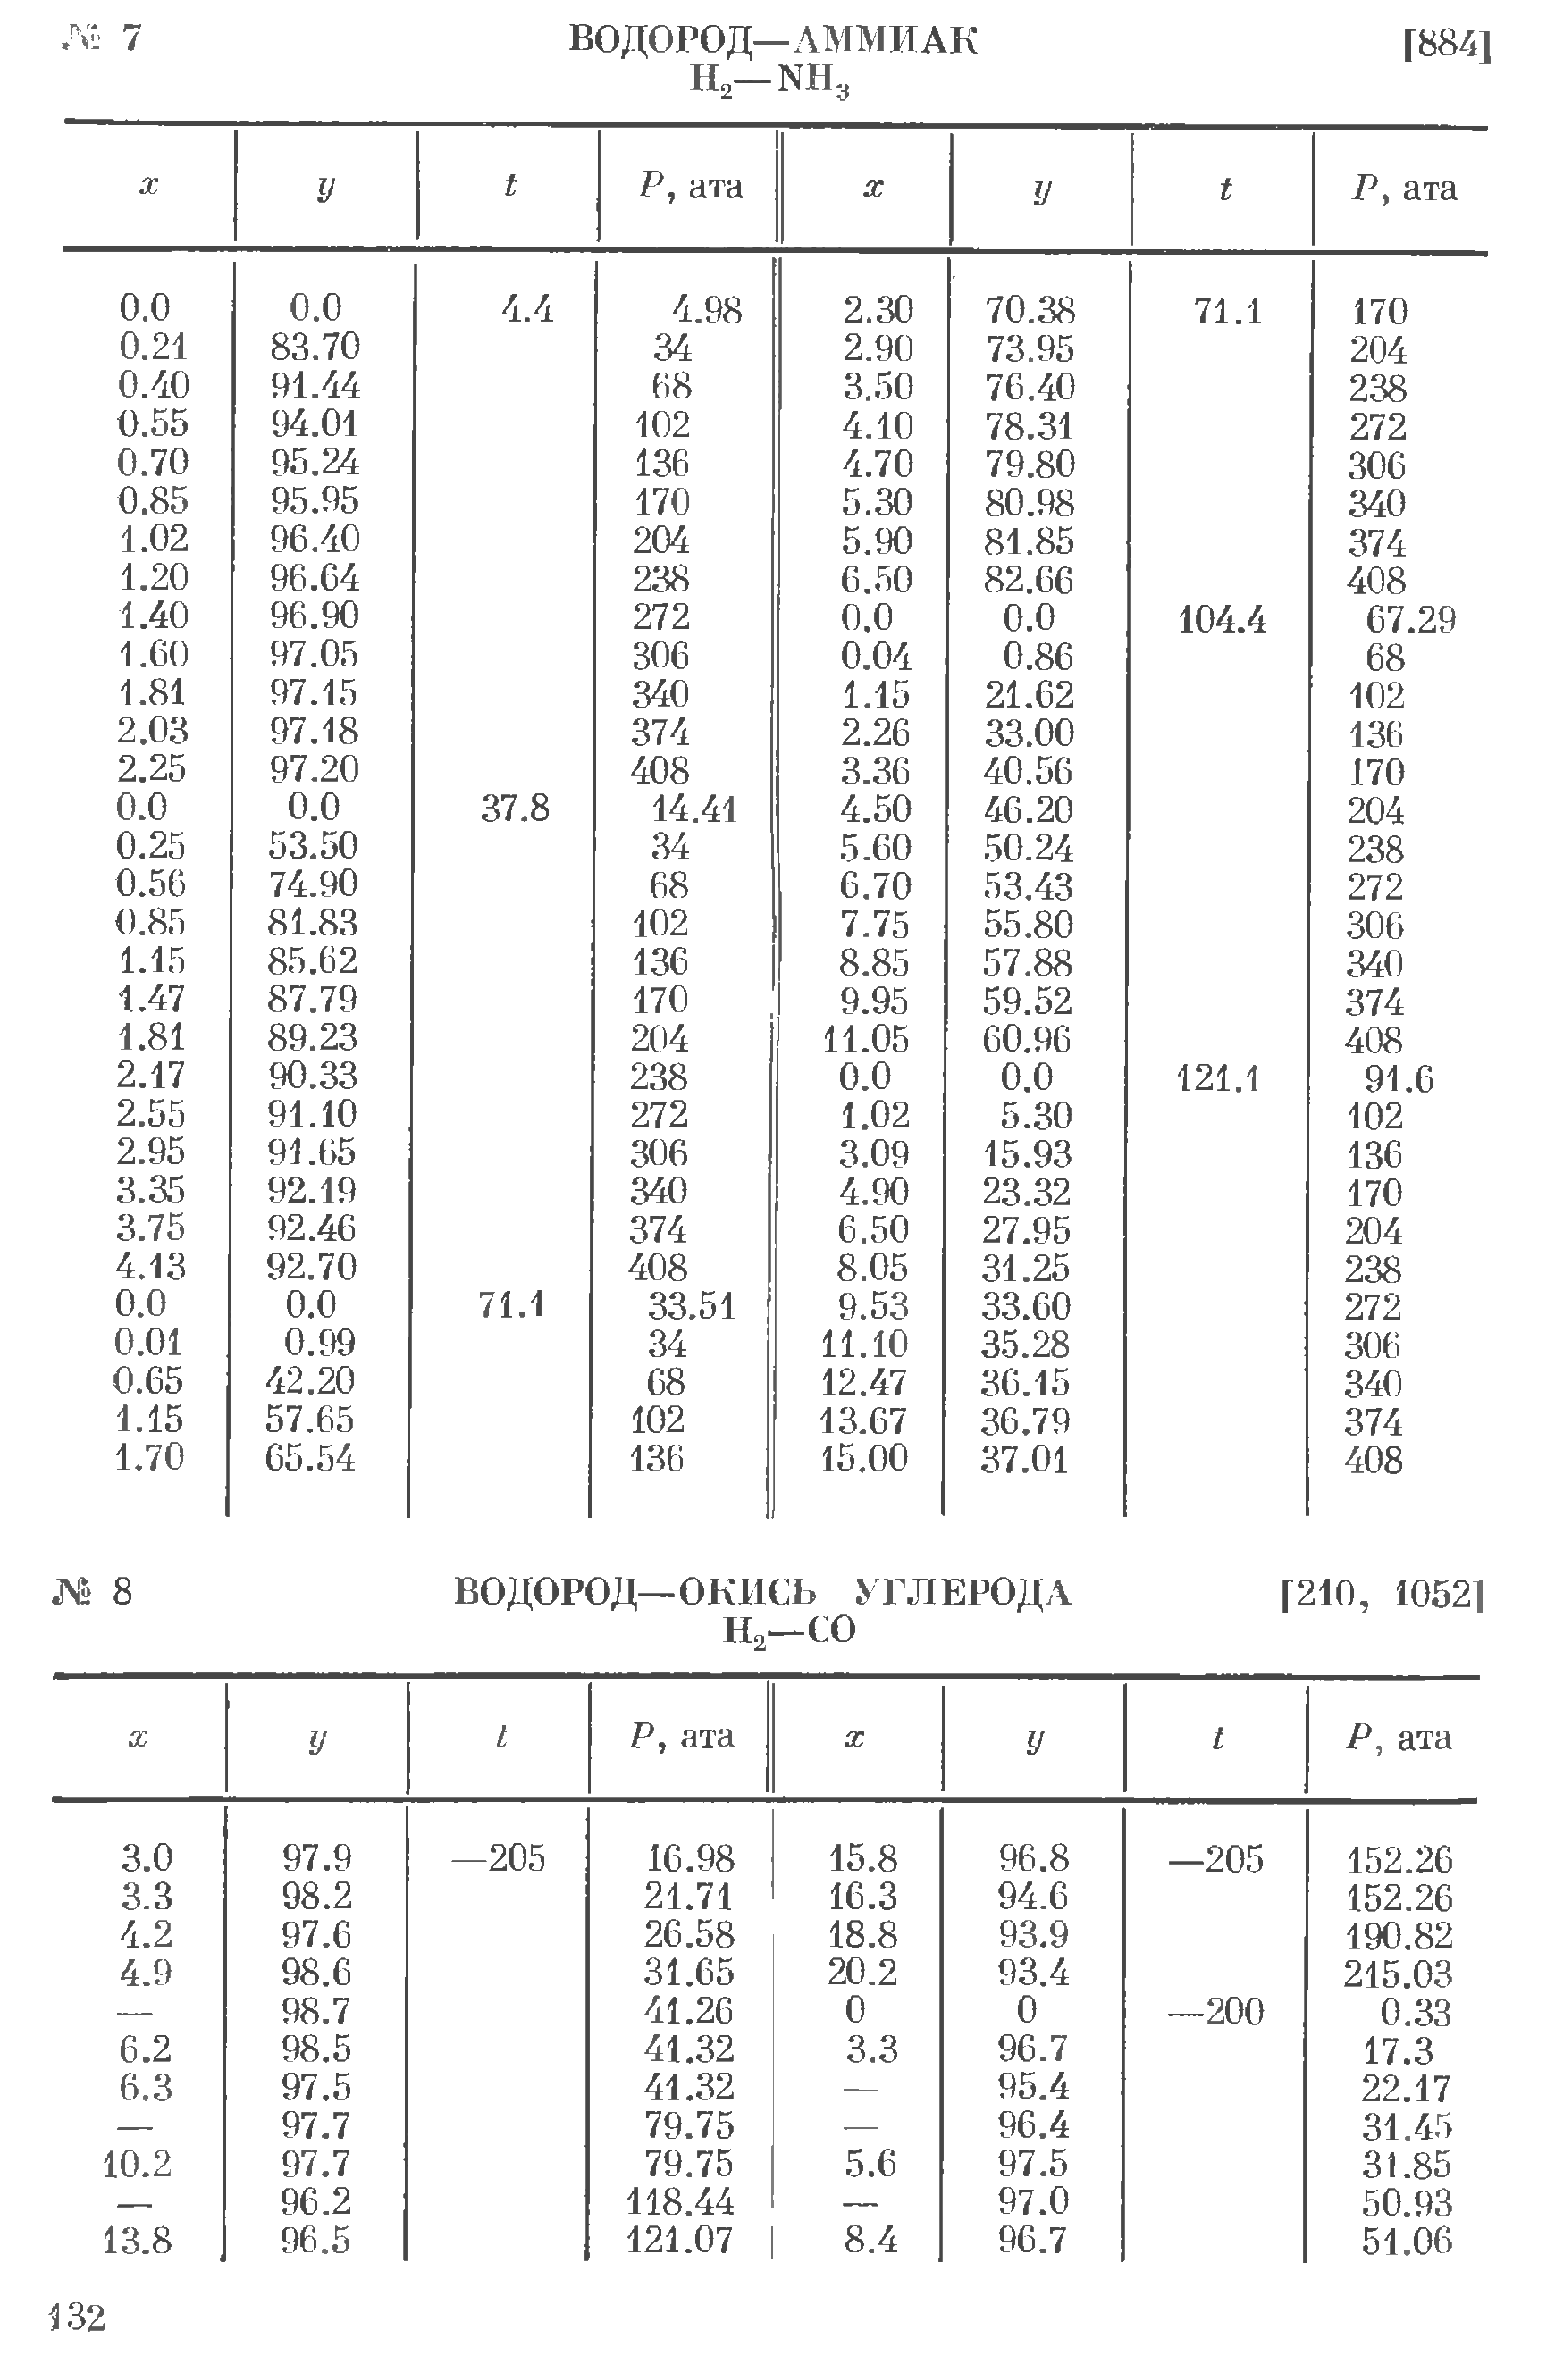 № 7 ВОДОРОД—АММИАК [884]
H₂—NH₃
x y t P, ата x y t P, ата
0.0 0.0 4.4 4.98 2.30 70.38 71.1 170
0.21 83.70 34 2.90 73.95 204
0.40 91.44 68 3.50 76.40 238
0.55 94.01 102 4.10 78.31 272
0.70 95.24 136 4.70 79.80 306
0.85 95.95 170 5.30 80.98 340
1.02 96.40 204 5.90 81.85 374
1.20 96.64 238 6.50 82.66 408
1.40 96.90 272 0.0 0.0 104.4 67.29
1.60 97.05 306 0.04 0.86 68
1.81 97.15 340 1.15 21.62 102
2.03 97.18 374 2.26 33.00 136
2.25 97.20 408 3.36 40.56 170
0.0 0.0 37.8 14.41 4.50 46.20 204
0.25 53.50 34 5.60 50.24 238
0.56 74.90 68 6.70 53.43 272
0.85 81.83 102 7.75 55.80 306
1.15 85.62 136 8.85 57.88 340
1.47 87.79 170 9.95 59.52 374
1.81 89.23 204 11.05 60.96 408
2.17 90.33 238 0.0 0.0 121.1 91.6
2.55 91.10 272 1.02 5.30 102
2.95 91.65 306 3.09 15.93 136
3.35 92.19 340 4.90 23.32 170
3.75 92.46 374 6.50 27.95 204
4.13 92.70 408 8.05 31.25 238
0.0 0.0 71.1 33.51 9.53 33.60 272
0.01 0.99 34 11.10 35.28 306
0.65 42.20 68 12.47 36.15 340
1.15 57.65 102 13.67 36.79 374
1.70 65.54 136 15.00 37.01 408
№ 8 ВОДОРОД—ОКИСЬ УГЛЕРОДА [210, 1052]
H₂—CO
x y t P, ата x y t P, ата
3.0 97.9 —205 16.98 15.8 96.8 —205 152.26
3.3 98.2 21.71 16.3 94.6 152.26
4.2 97.6 26.58 18.8 93.9 190.82
4.9 98.6 31.65 20.2 93.4 215.03
— 98.7 41.26 0 0 —200 0.33
6.2 98.5 41.32 3.3 96.7 17.3
6.3 97.5 41.32 — 95.4 22.17
— 97.7 79.75 — 96.4 31.45
10.2 97.7 79.75 5.6 97.5 31.85
— 96.2 118.44 — 97.0 50.93
13.8 96.5 121.07 8.4 96.7 51.06
132